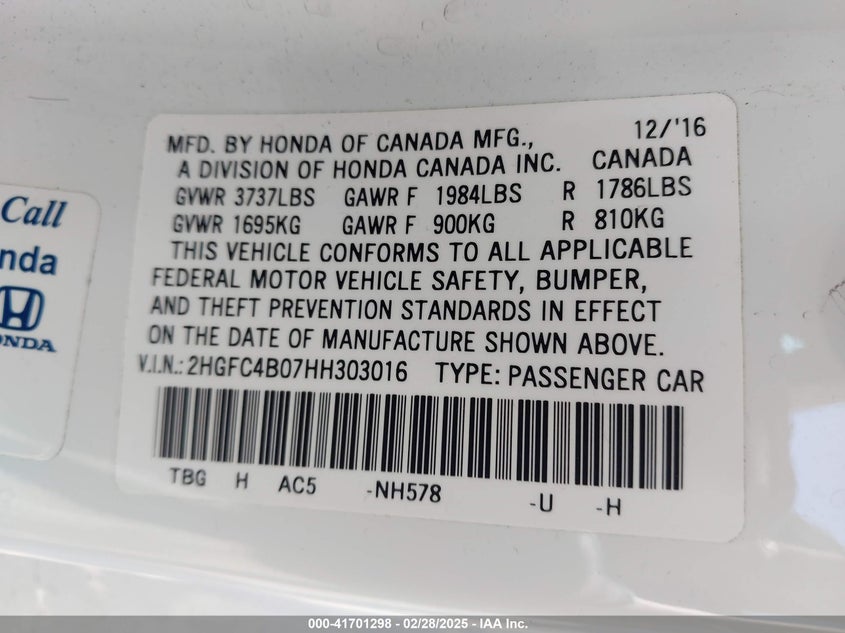 MFD. BY HONDA OF CANADA MFG., 12/'16
A DIVISION OF HONDA CANADA INC. CANADA
GVWR 3737LBS GAWR F 1984LBS R 1786LBS
GVWR 1695KG GAWR F 900KG R 810KG
THIS VEHICLE CONFORMS TO ALL APPLICABLE
FEDERAL MOTOR VEHICLE SAFETY, BUMPER,
AND THEFT PREVENTION STANDARDS IN EFFECT
ON THE DATE OF MANUFACTURE SHOWN ABOVE.
V.I.N.: 2HGFC4B07HH303016 TYPE: PASSENGER CAR
TBG H AC5 -NH578 -U -H
Call
nda
ONDA
000-41701298 - 02/28/2025 - IAA Inc.